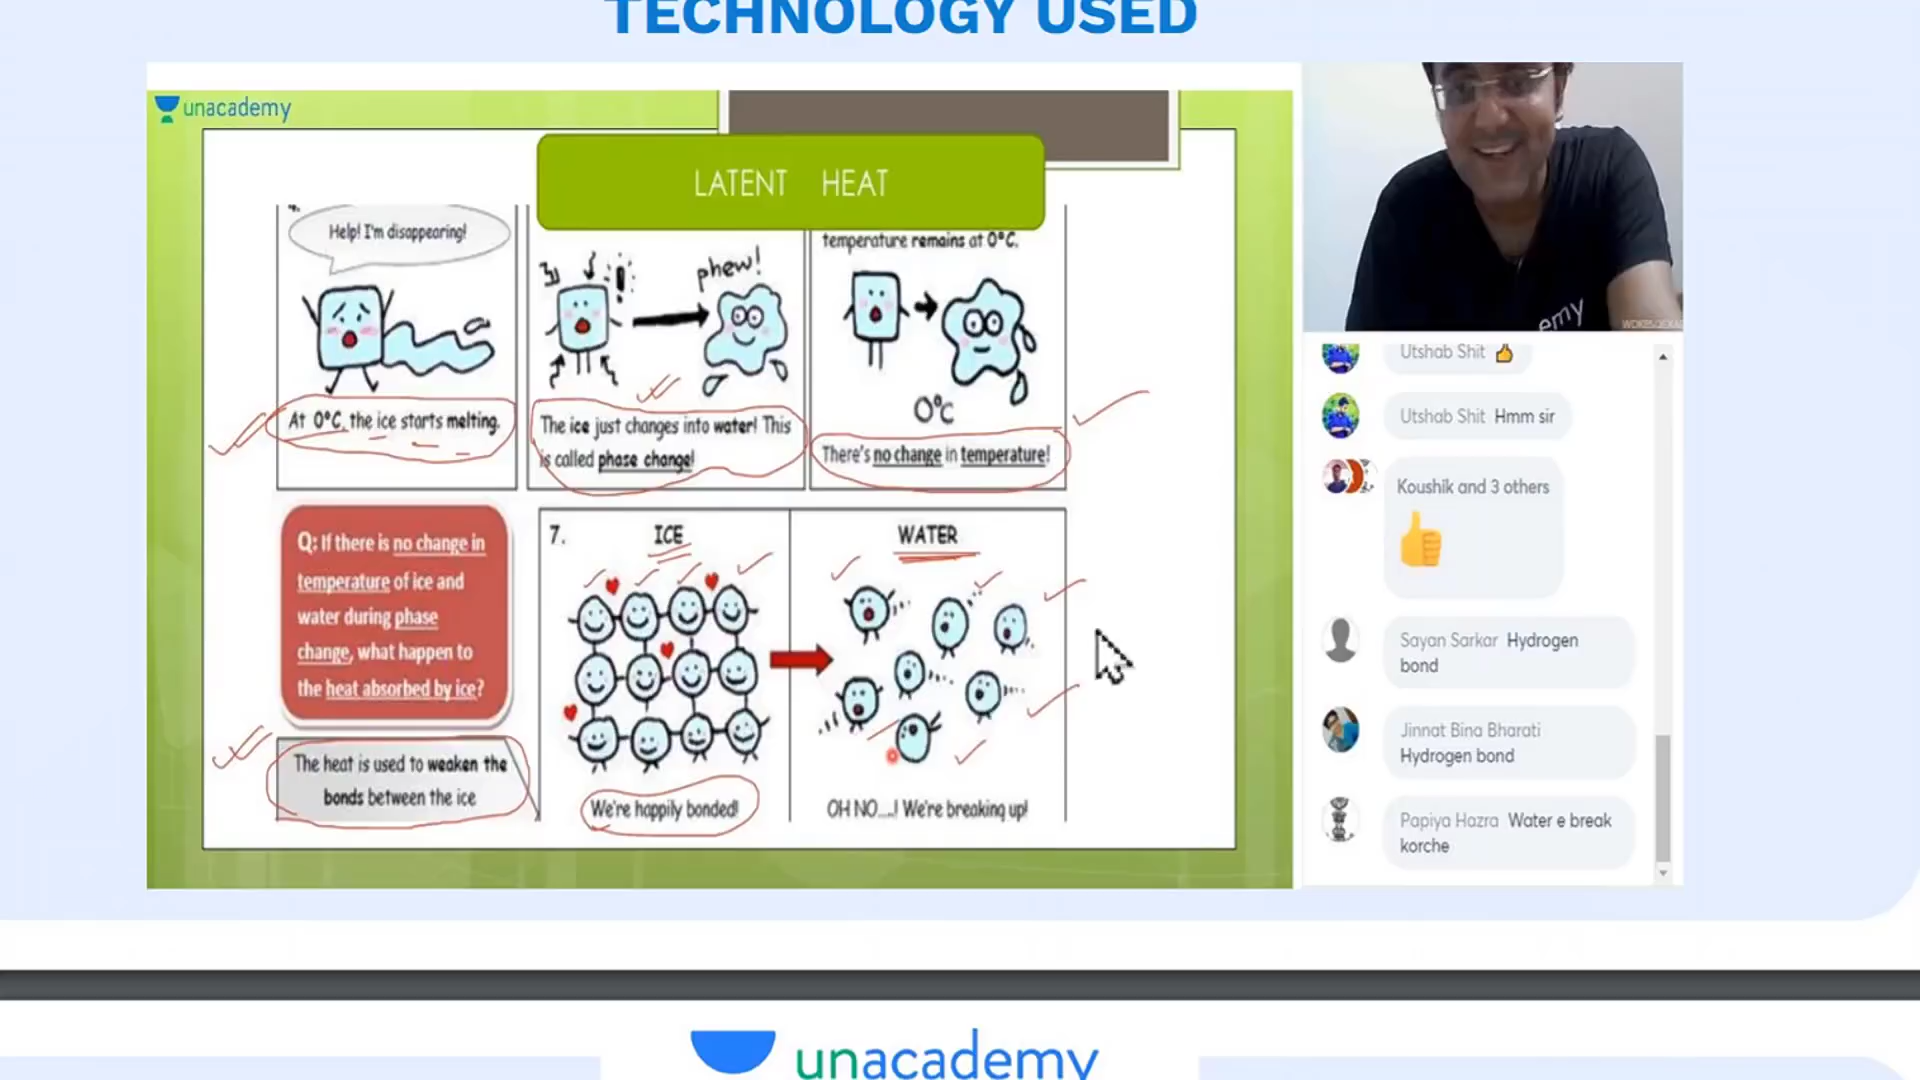 TECHNOLOGY USED
unacademy
LATENT HEAT
4.
Help! I'm disappearing!
At 0°C, the ice starts melting.
phew!
The ice just changes into water! This
is called phase change!
temperature remains at 0°C.
0°C
There's no change in temperature!
Q: If there is no change in
temperature of ice and
water during phase
change, what happen to
the heat absorbed by ice?
The heat is used to weaken the
bonds between the ice
7.
ICE
We're happily bonded!
WATER
OH NO....! We're breaking up!
emy
Utshab Shit 👍
Utshab Shit Hmm sir
Koushik and 3 others
Sayan Sarkar Hydrogen
bond
Jinnat Bina Bharati
Hydrogen bond
Papiya Hazra Water e break
korche
unacademy